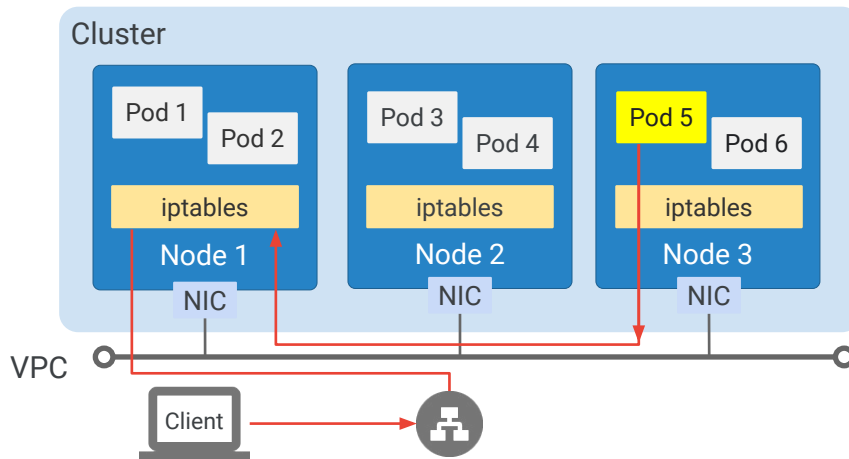 Cluster
Pod 1
Pod 2
iptables
Node 1
NIC
Pod 3
Pod 4
iptables
Node 2
NIC
Pod 5
Pod 6
iptables
Node 3
NIC
VPC
Client